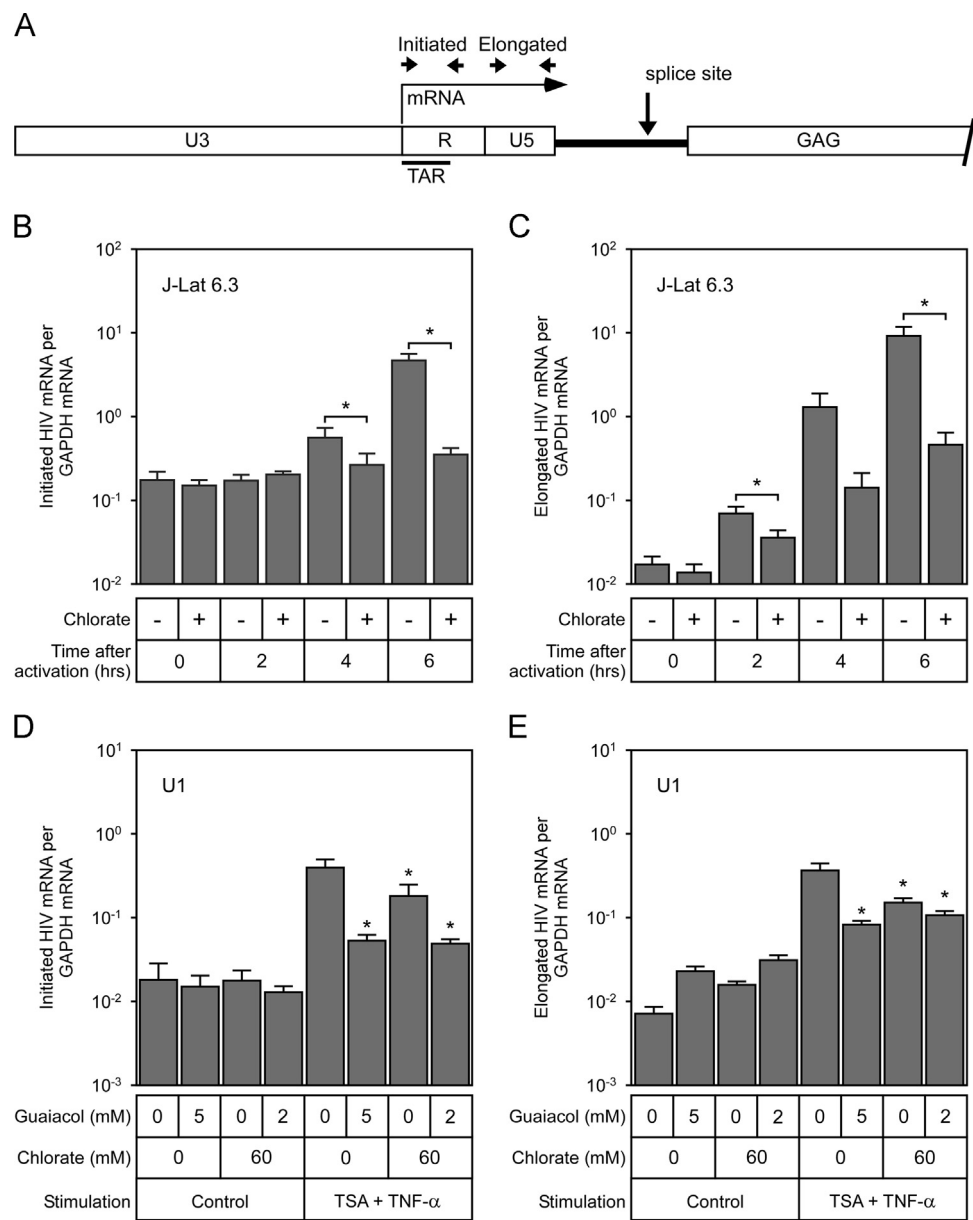 A
Initiated Elongated
splice site
mRNA
U3 R U5 GAG
TAR
B
Initiated HIV mRNA per
GAPDH mRNA
10² 10¹ 10⁰ 10⁻¹ 10⁻²
J-Lat 6.3
* *
Chlorate - + - + - + - +
Time after
activation (hrs) 0 2 4 6
C
Elongated HIV mRNA per
GAPDH mRNA
10² 10¹ 10⁰ 10⁻¹ 10⁻²
J-Lat 6.3
* *
Chlorate - + - + - + - +
Time after
activation (hrs) 0 2 4 6
D
Initiated HIV mRNA per
GAPDH mRNA
10¹ 10⁰ 10⁻¹ 10⁻² 10⁻³
U1
* * *
Guaiacol (mM) 0 5 0 2 0 5 0 2
Chlorate (mM) 0 60 0 60
Stimulation Control TSA + TNF-α
E
Elongated HIV mRNA per
GAPDH mRNA
10¹ 10⁰ 10⁻¹ 10⁻² 10⁻³
U1
* * *
Guaiacol (mM) 0 5 0 2 0 5 0 2
Chlorate (mM) 0 60 0 60
Stimulation Control TSA + TNF-α